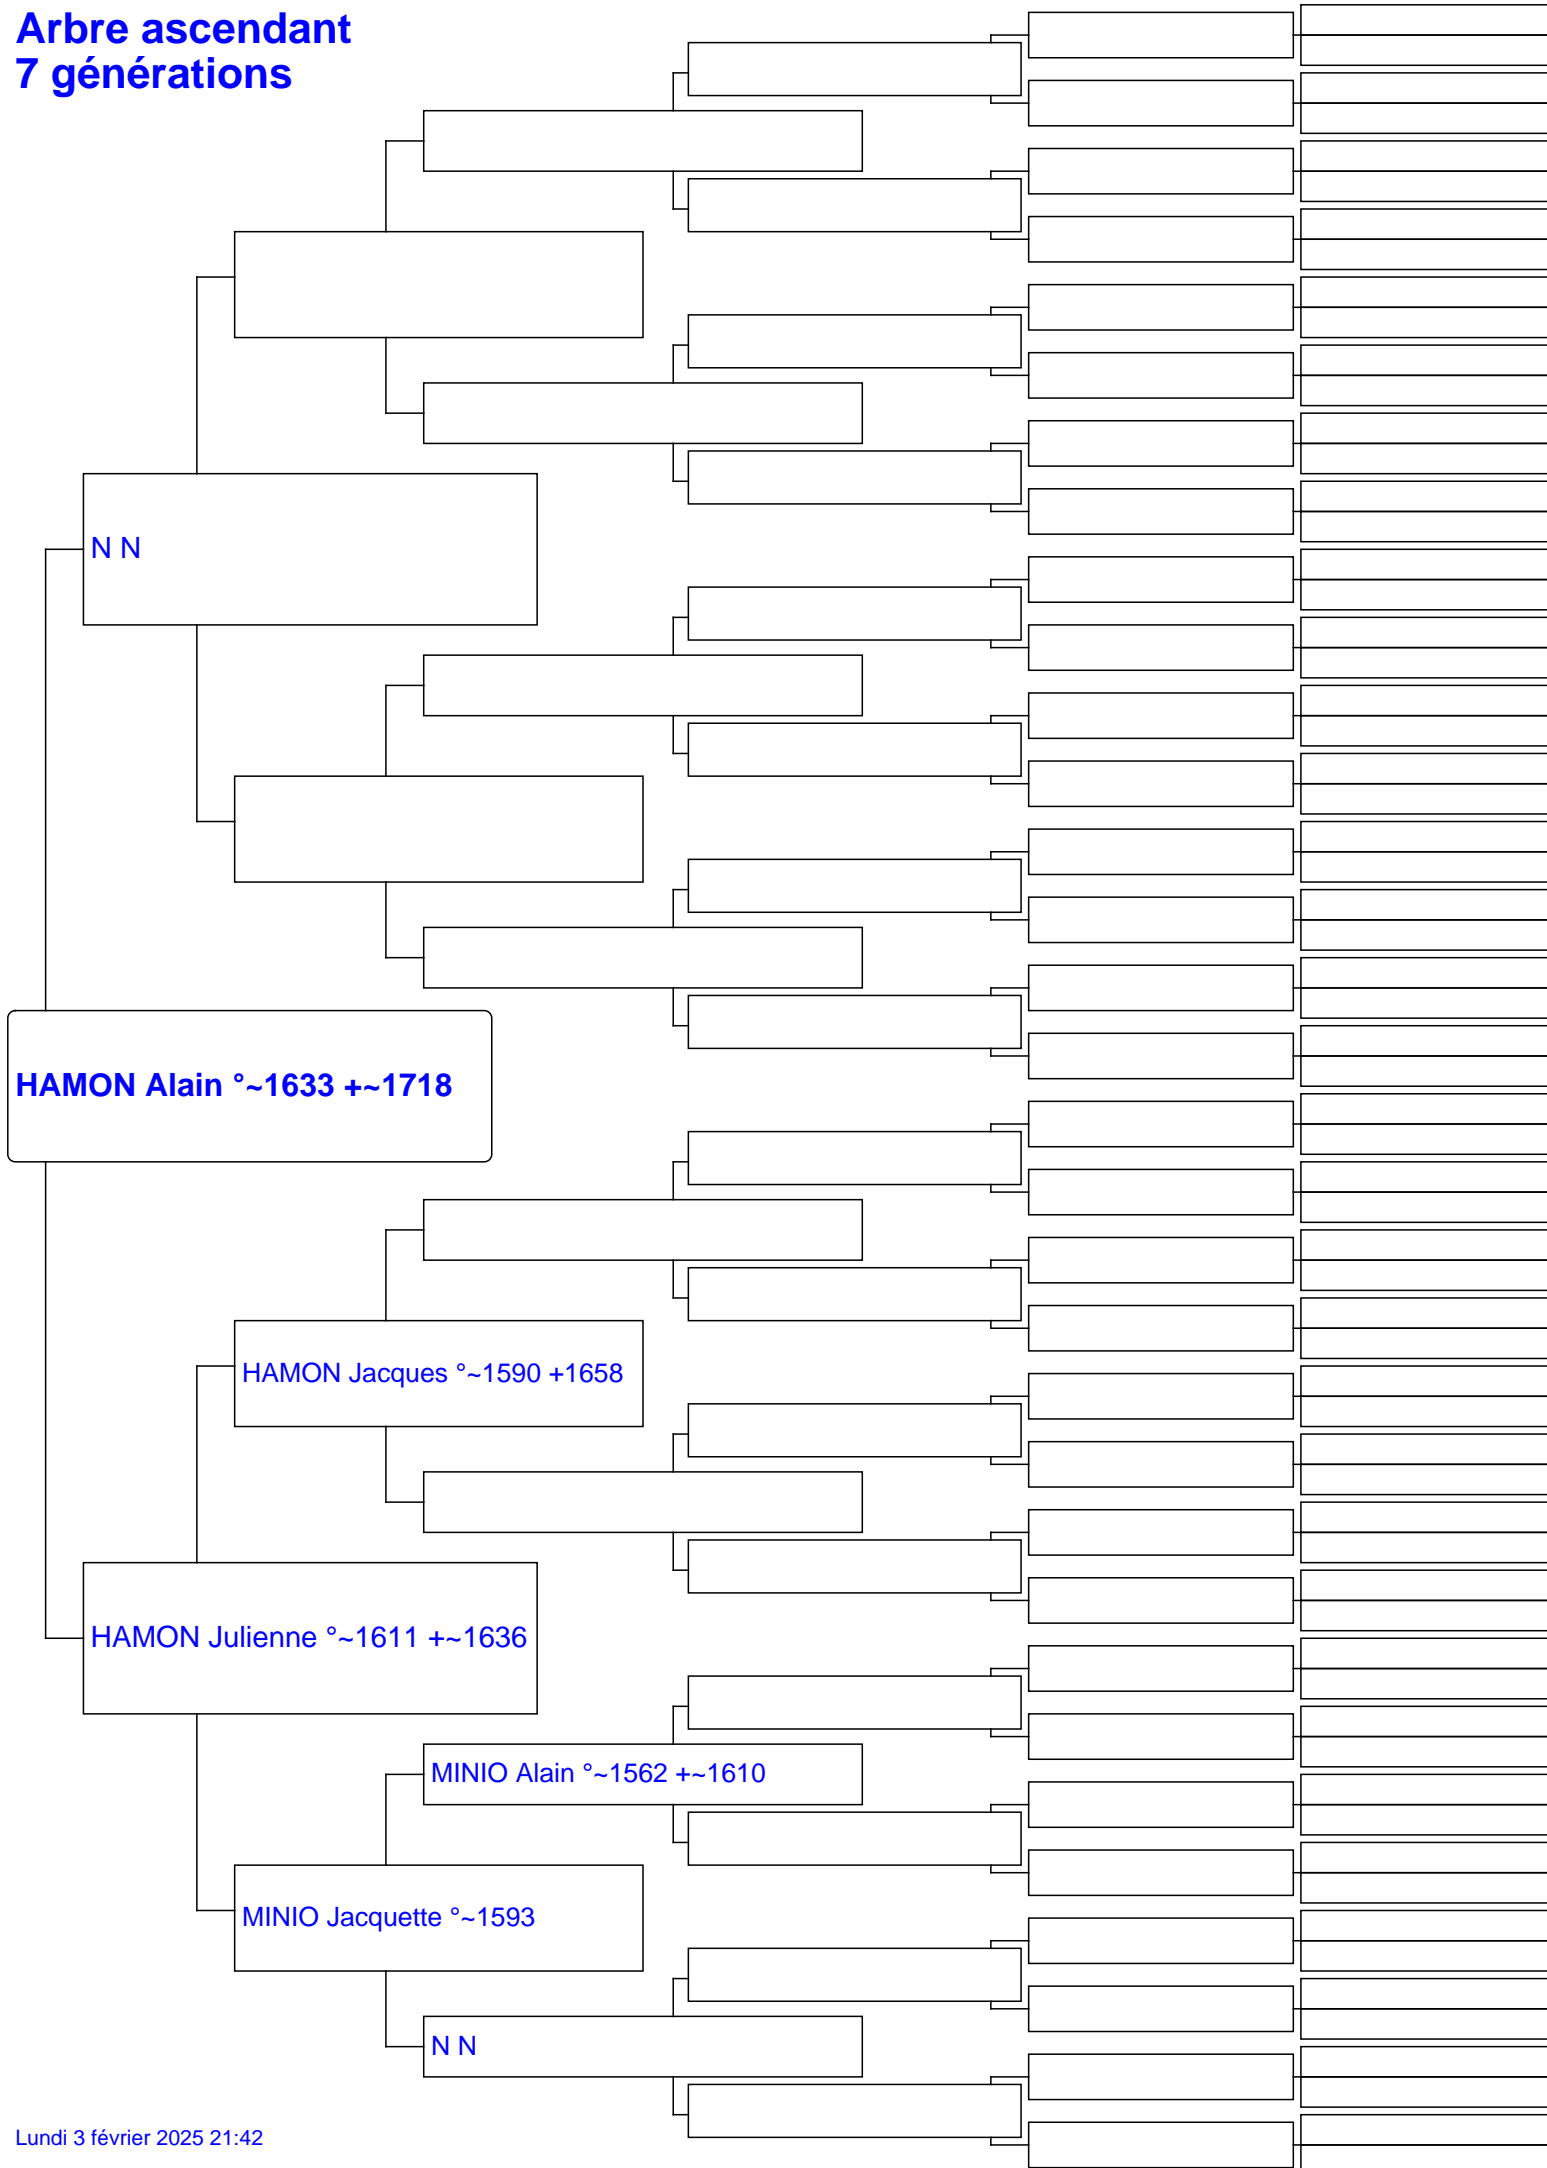 Arbre ascendant
7 générations
N N
HAMON Alain °~1633 +~1718
HAMON Jacques °~1590 +1658
HAMON Julienne °~1611 +~1636
MINIO Alain °~1562 +~1610
MINIO Jacquette °~1593
N N
Lundi 3 février 2025 21:42